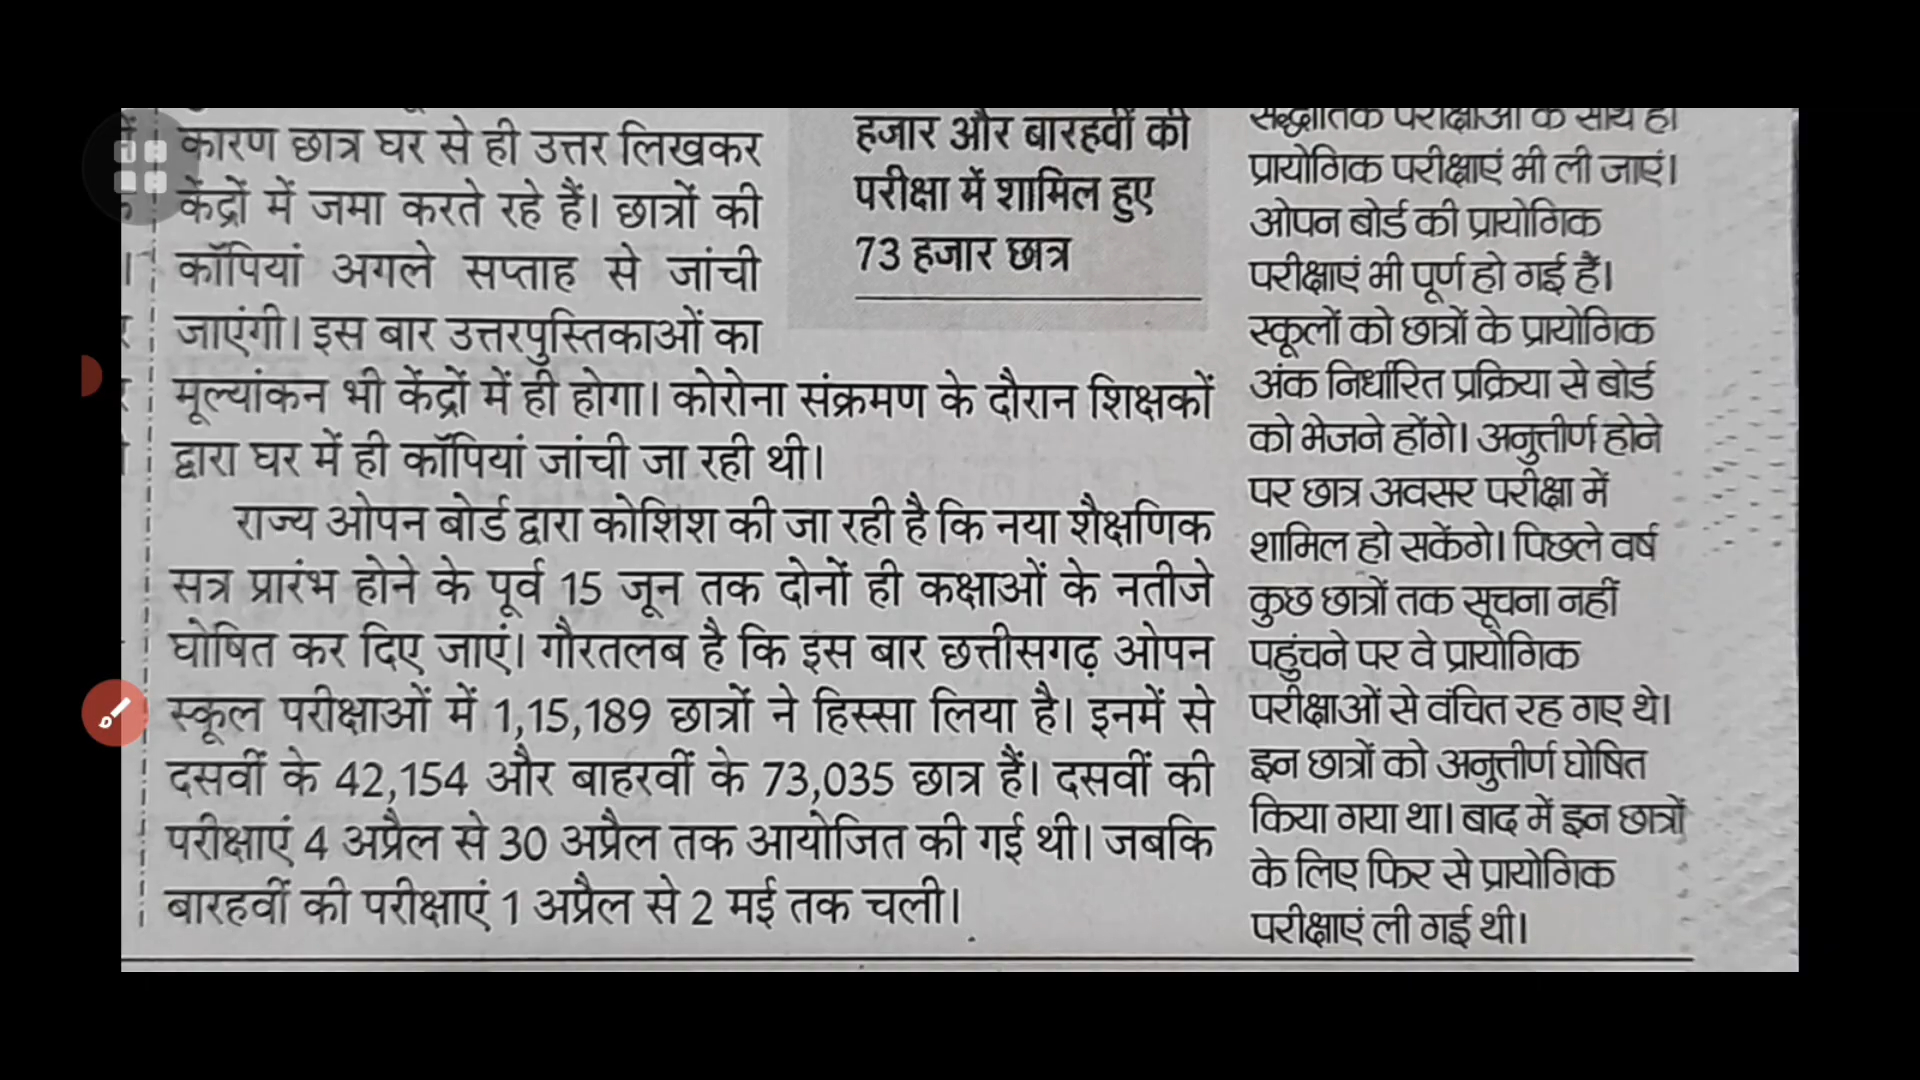 कारण छात्र घर से ही उत्तर लिखकर
केंद्रों में जमा करते रहे हैं। छात्रों की
कॉपियां अगले सप्ताह से जांची
जाएंगी। इस बार उत्तरपुस्तिकाओं का
मूल्यांकन भी केंद्रों में ही होगा। कोरोना संक्रमण के दौरान शिक्षकों
द्वारा घर में ही कॉपियां जांची जा रही थी।
राज्य ओपन बोर्ड द्वारा कोशिश की जा रही है कि नया शैक्षणिक
सत्र प्रारंभ होने के पूर्व 15 जून तक दोनों ही कक्षाओं के नतीजे
घोषित कर दिए जाएं। गौरतलब है कि इस बार छत्तीसगढ़ ओपन
स्कूल परीक्षाओं में 1,15,189 छात्रों ने हिस्सा लिया है। इनमें से
दसवीं के 42,154 और बाहरवीं के 73,035 छात्र हैं। दसवीं की
परीक्षाएं 4 अप्रैल से 30 अप्रैल तक आयोजित की गई थी। जबकि
बारहवीं की परीक्षाएं 1 अप्रैल से 2 मई तक चली।
हजार और बारहवीं की
परीक्षा में शामिल हुए
73 हजार छात्र
सैद्धांतिक परीक्षाओं के साथ ही
प्रायोगिक परीक्षाएं भी ली जाएं।
ओपन बोर्ड की प्रायोगिक
परीक्षाएं भी पूर्ण हो गई हैं।
स्कूलों को छात्रों के प्रायोगिक
अंक निर्धारित प्रक्रिया से बोर्ड
को भेजने होंगे। अनुत्तीर्ण होने
पर छात्र अवसर परीक्षा में
शामिल हो सकेंगे। पिछले वर्ष
कुछ छात्रों तक सूचना नहीं
पहुंचने पर वे प्रायोगिक
परीक्षाओं से वंचित रह गए थे।
इन छात्रों को अनुत्तीर्ण घोषित
किया गया था। बाद में इन छात्रों
के लिए फिर से प्रायोगिक
परीक्षाएं ली गई थी।